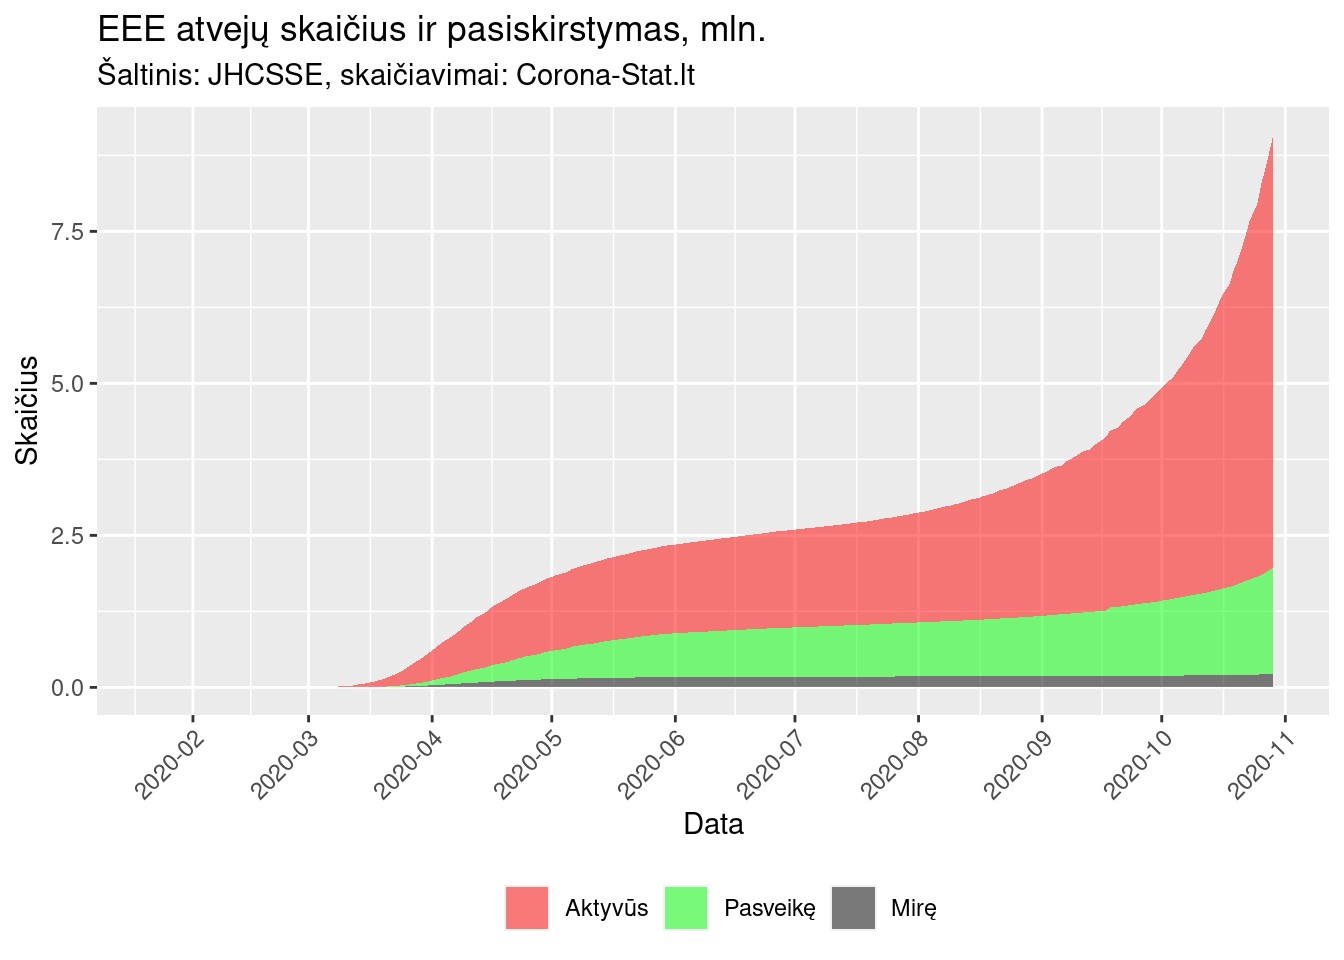 EEE atvejų skaičius ir pasiskirstymas, mln.
Šaltinis: JHCSSE, skaičiavimai: Corona-Stat.lt
Skaičius
7.5
5.0
2.5
0.0
2020-02
2020-03
2020-04
2020-05
2020-06
2020-07
2020-08
2020-09
2020-10
2020-11
Data
Aktyvūs
Pasveikę
Mirę